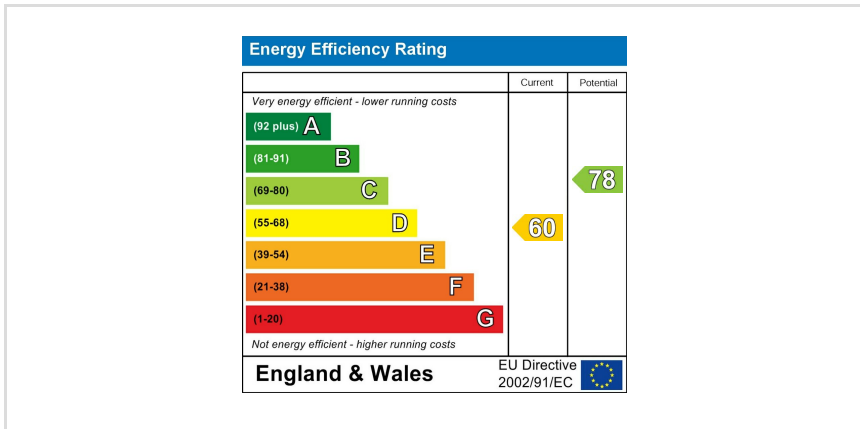 Energy Efficiency Rating
Current Potential
Very energy efficient - lower running costs
(92 plus) A
(81-91) B
(69-80) C
78
(55-68) D
60
(39-54) E
(21-38) F
(1-20) G
Not energy efficient - higher running costs
England & Wales
EU Directive
2002/91/EC